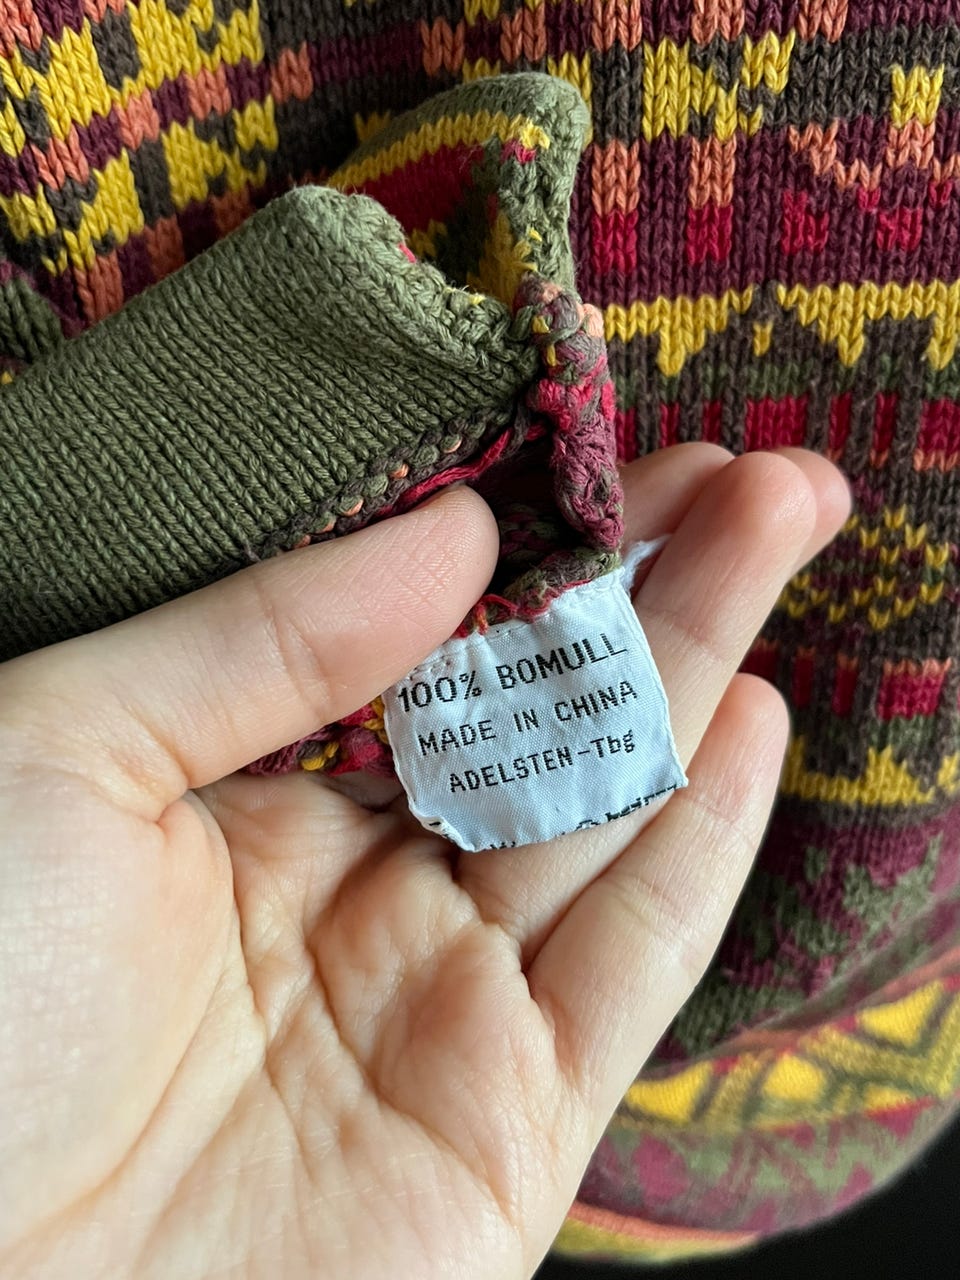 100% BOMULL
MADE IN CHINA
ADELSTEN-Tbg